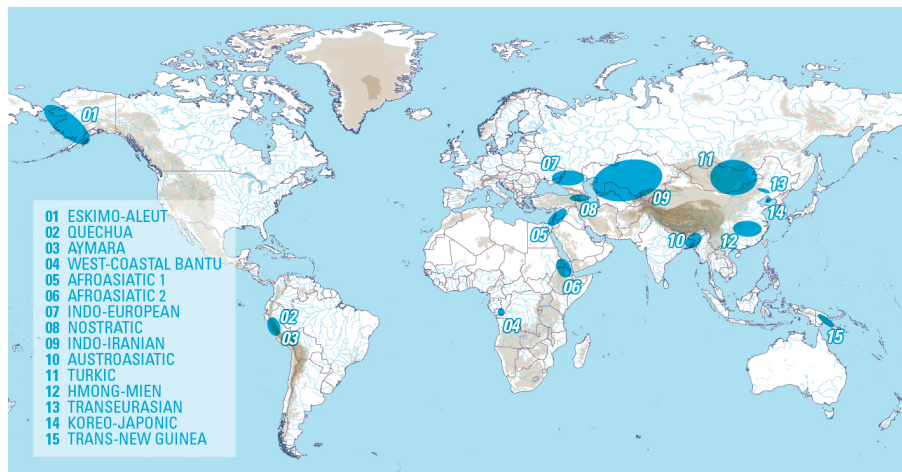 01
07
11
13
14
09
08
05
10
12
06
02
04
03
15
01 ESKIMO-ALEUT
02 QUECHUA
03 AYMARA
04 WEST-COASTAL BANTU
05 AFROASIATIC 1
06 AFROASIATIC 2
07 INDO-EUROPEAN
08 NOSTRATIC
09 INDO-IRANIAN
10 AUSTROASIATIC
11 TURKIC
12 HMONG-MIEN
13 TRANSEURASIAN
14 KOREO-JAPONIC
15 TRANS-NEW GUINEA